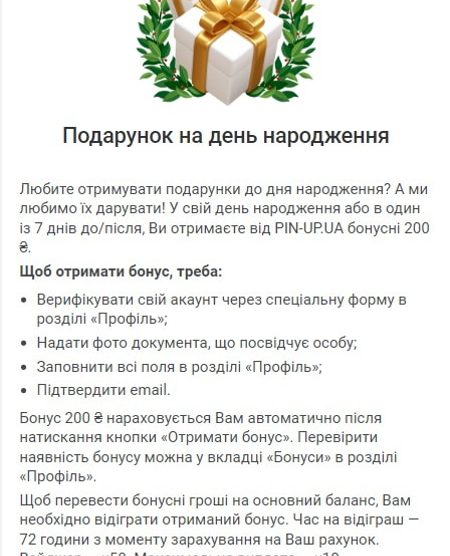 Подарунок на день народження
Любите отримувати подарунки до дня народження? А ми
любимо їх дарувати! У свій день народження або в один
із 7 днів до/після, Ви отримаєте від PIN-UP.UA бонусні 200
₴.
Щоб отримати бонус, треба:
• Верифікувати свій акаунт через спеціальну форму в
розділі «Профіль»;
• Надати фото документа, що посвідчує особу;
• Заповнити всі поля в розділі «Профіль»;
• Підтвердити email.
Бонус 200 ₴ нараховується Вам автоматично після
натискання кнопки «Отримати бонус». Перевірити
наявність бонусу можна у вкладці «Бонуси» в розділі
«Профіль».
Щоб перевести бонусні гроші на основний баланс, Вам
необхідно відіграти отриманий бонус. Час на відіграш —
72 години з моменту зарахування на Ваш рахунок.